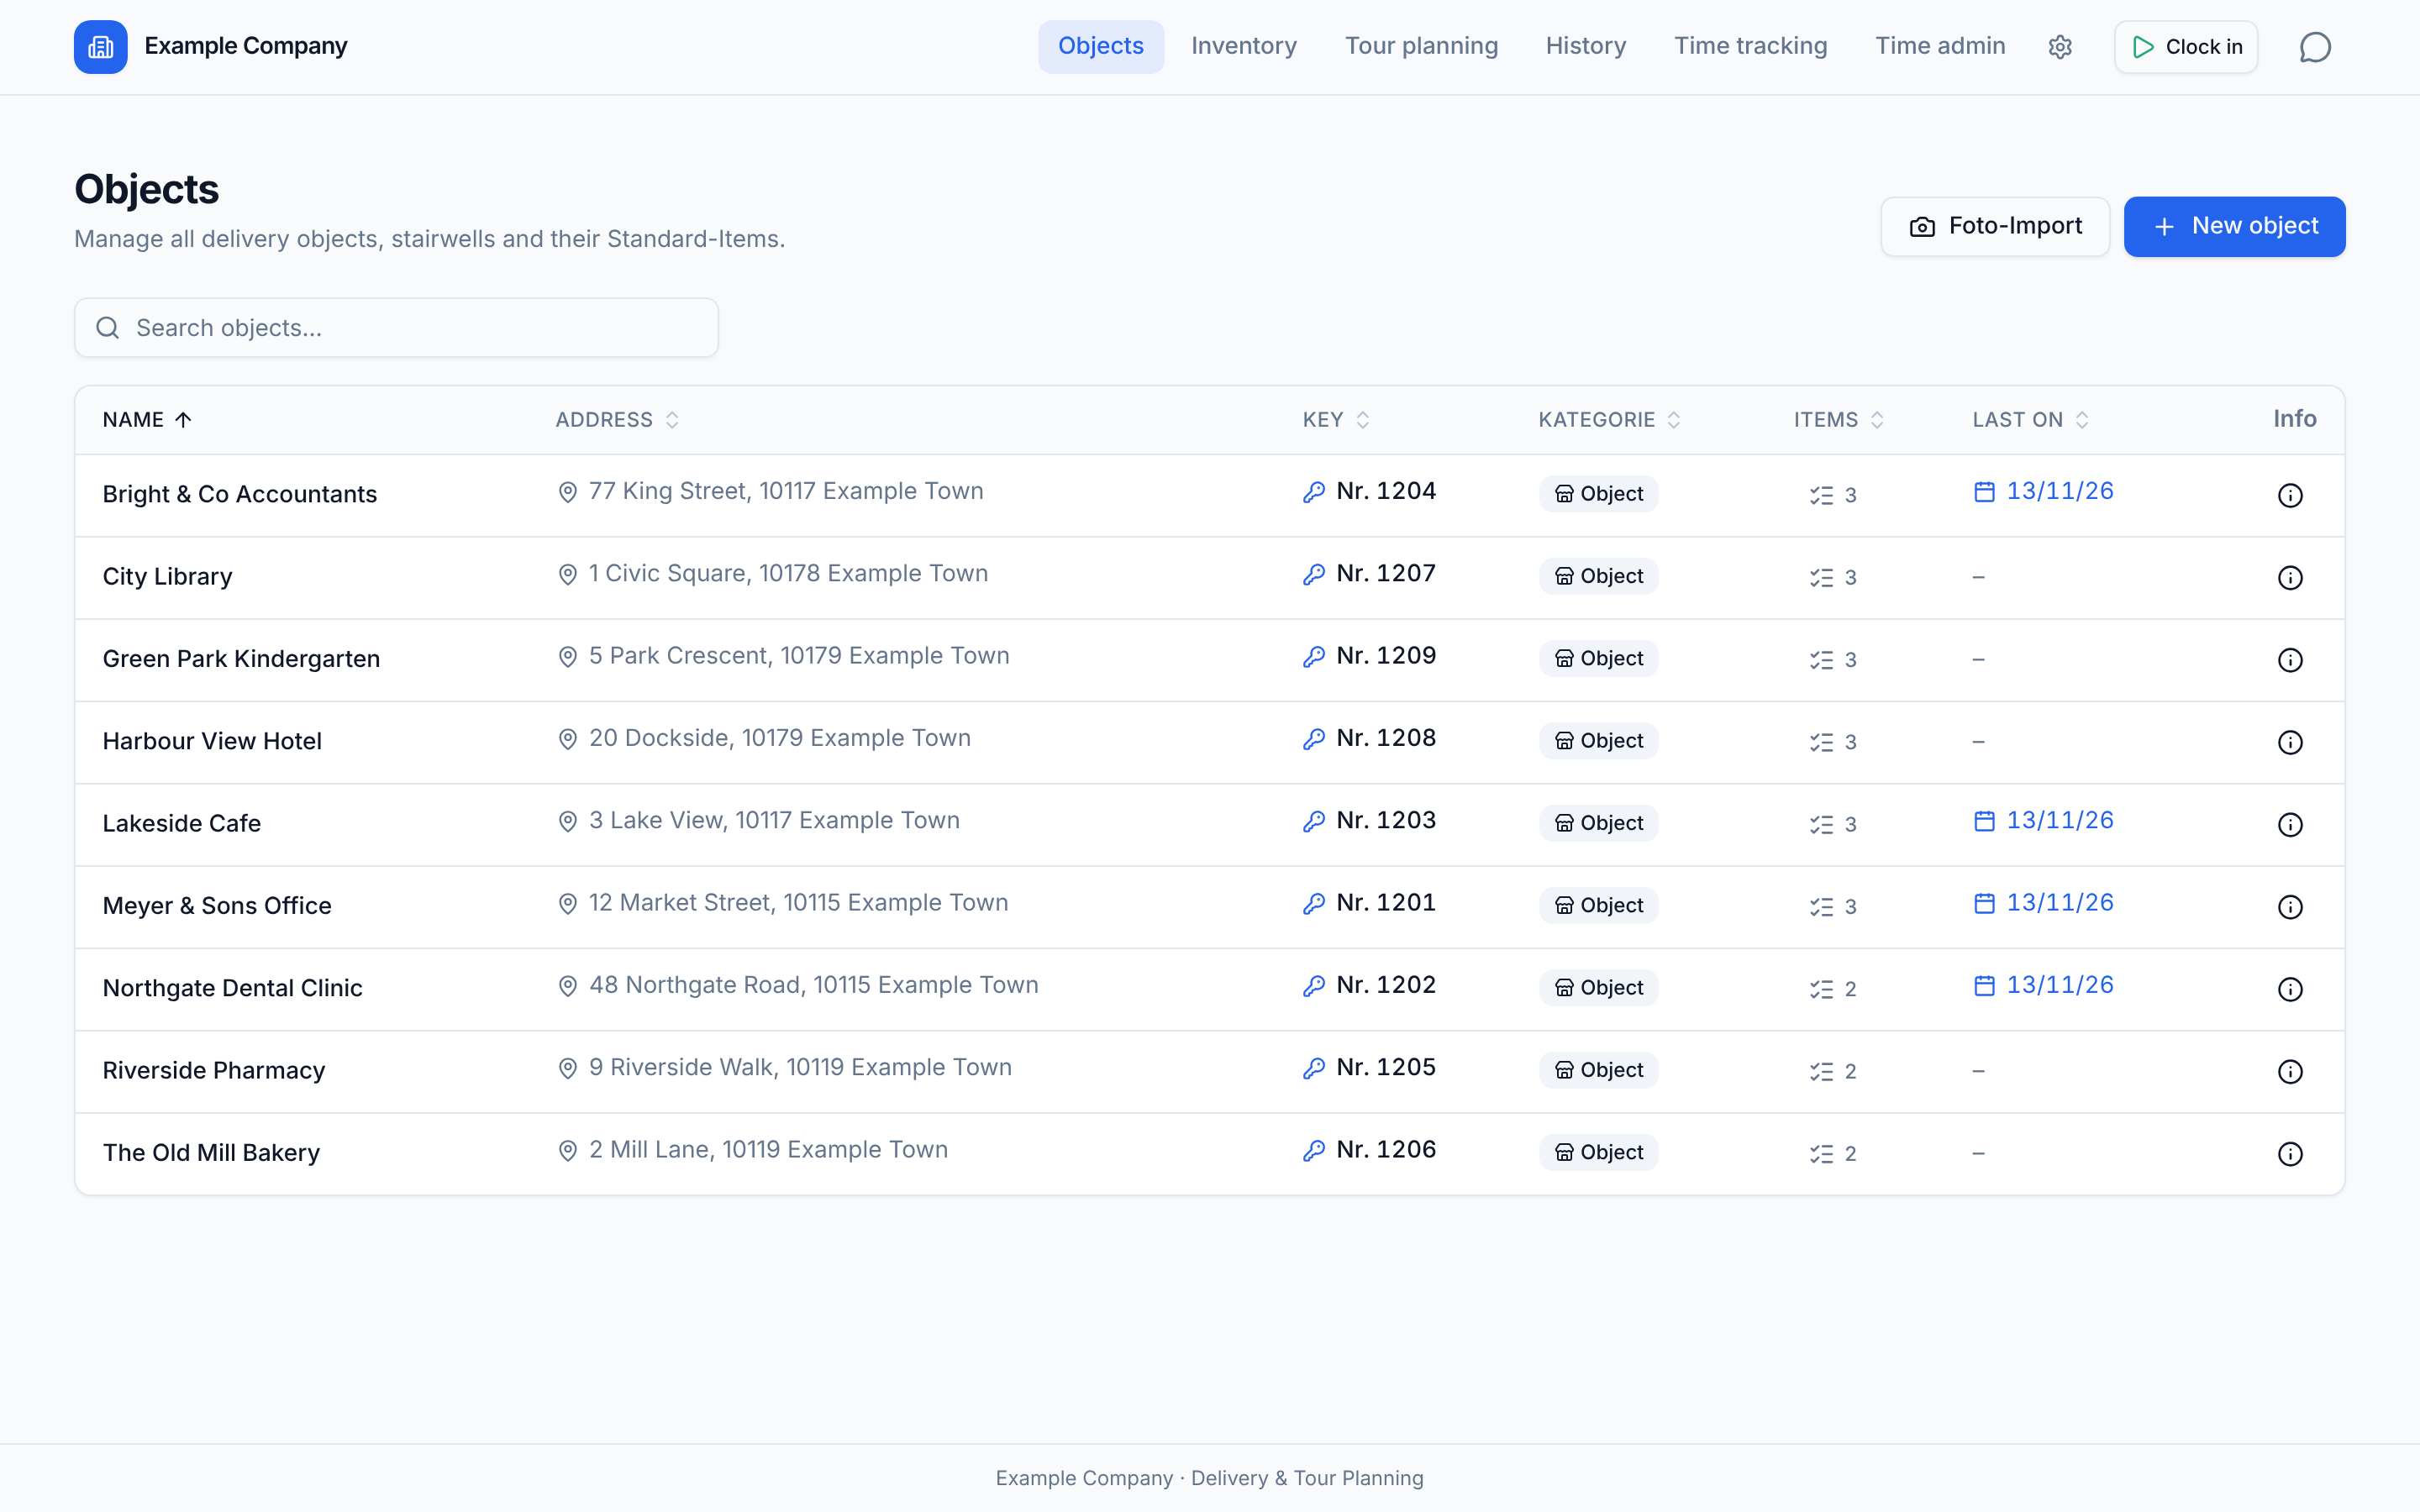 Example Company
Objects Inventory Tour planning History Time tracking Time admin Clock in
Objects
Manage all delivery objects, stairwells and their Standard-Items.
Foto-Import New object
Search objects...
NAME ADDRESS KEY KATEGORIE ITEMS LAST ON Info
Bright & Co Accountants 77 King Street, 10117 Example Town Nr. 1204 Object 3 13/11/26
City Library 1 Civic Square, 10178 Example Town Nr. 1207 Object 3 –
Green Park Kindergarten 5 Park Crescent, 10179 Example Town Nr. 1209 Object 3 –
Harbour View Hotel 20 Dockside, 10179 Example Town Nr. 1208 Object 3 –
Lakeside Cafe 3 Lake View, 10117 Example Town Nr. 1203 Object 3 13/11/26
Meyer & Sons Office 12 Market Street, 10115 Example Town Nr. 1201 Object 3 13/11/26
Northgate Dental Clinic 48 Northgate Road, 10115 Example Town Nr. 1202 Object 2 13/11/26
Riverside Pharmacy 9 Riverside Walk, 10119 Example Town Nr. 1205 Object 2 –
The Old Mill Bakery 2 Mill Lane, 10119 Example Town Nr. 1206 Object 2 –
Example Company · Delivery & Tour Planning